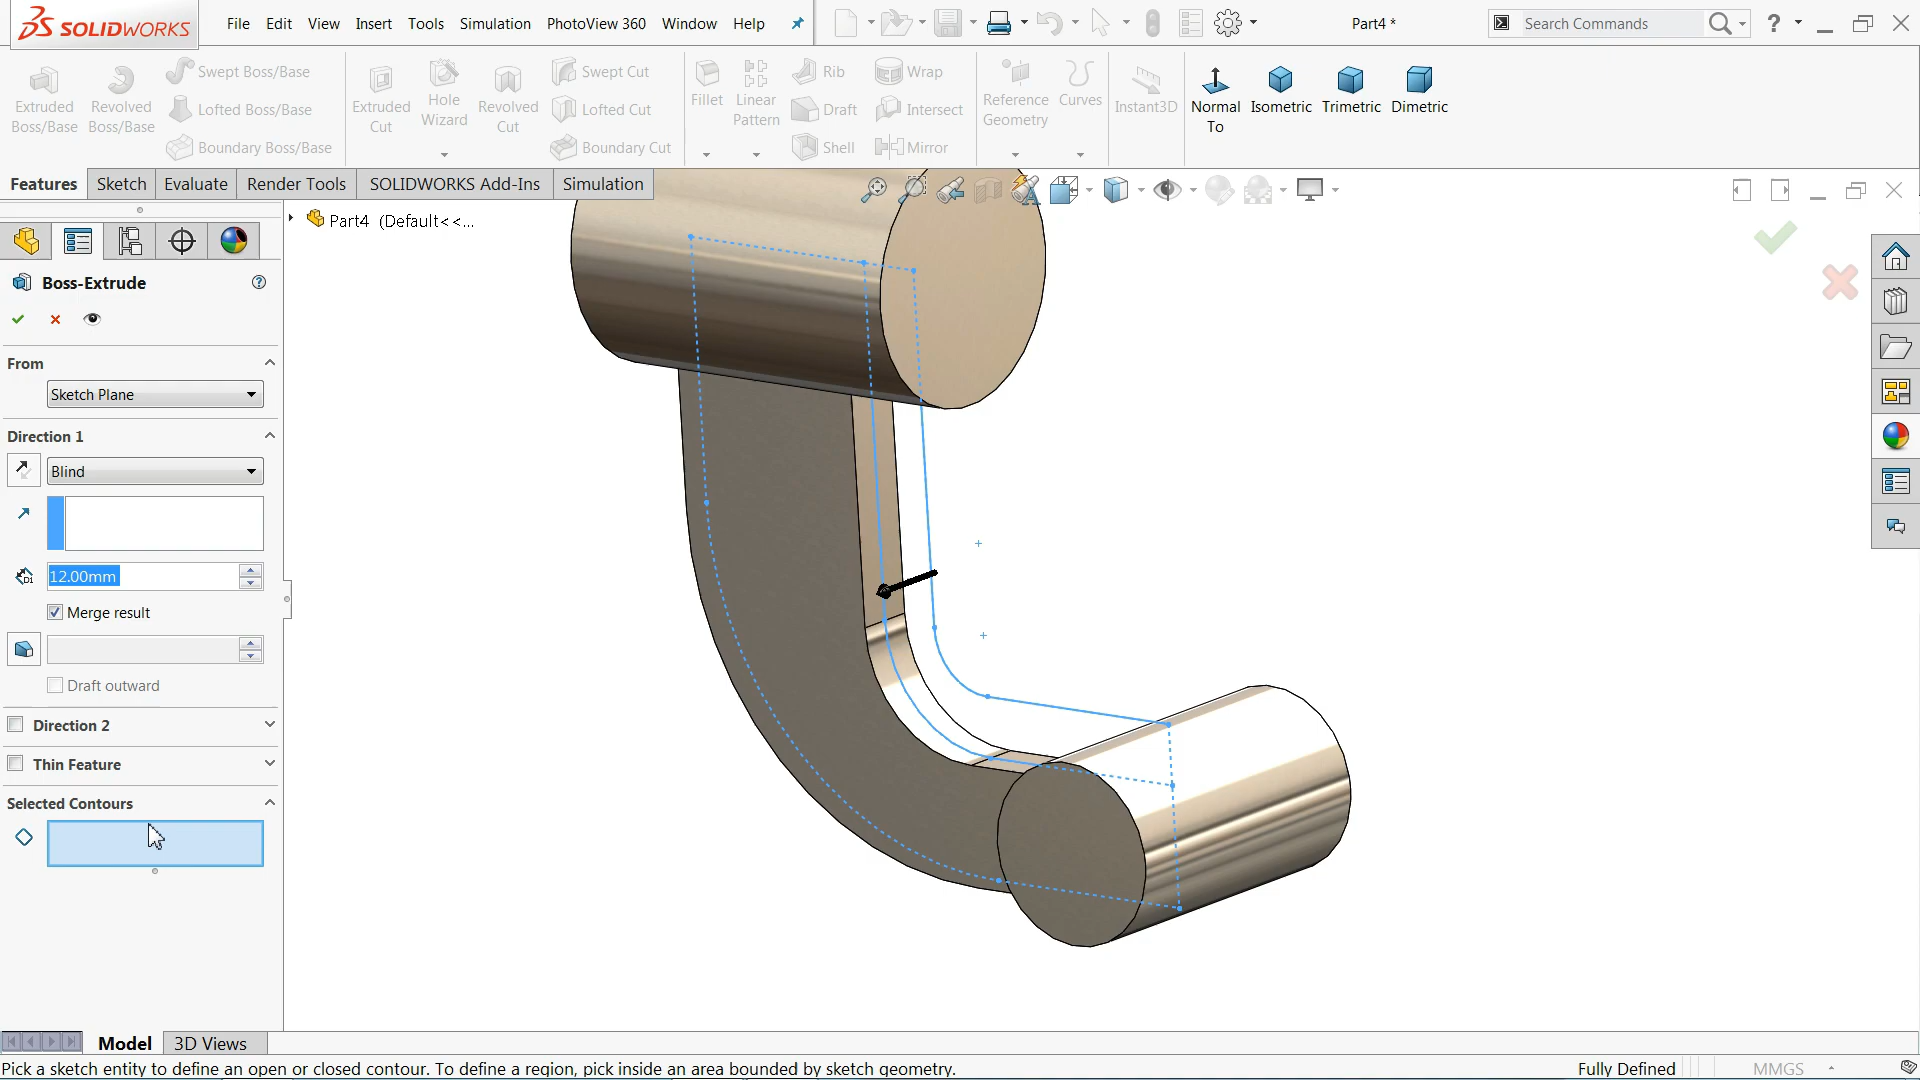 SOLIDWORKS File Edit View Insert Tools Simulation PhotoView 360 Window Help Part4 * Search Commands ?
Extruded Boss/Base
Revolved Boss/Base
Swept Boss/Base
Lofted Boss/Base
Boundary Boss/Base
Extruded Cut
Hole Wizard
Revolved Cut
Swept Cut
Lofted Cut
Boundary Cut
Fillet
Linear Pattern
Rib
Draft
Shell
Wrap
Intersect
Mirror
Reference Geometry
Curves
Instant3D
Normal To
Isometric
Trimetric
Dimetric
Features Sketch Evaluate Render Tools SOLIDWORKS Add-Ins Simulation
Part4 (Default<<...
Boss-Extrude
From
Sketch Plane
Direction 1
Blind
D1 12.00mm
Merge result
Draft outward
Direction 2
Thin Feature
Selected Contours
Model 3D Views
Pick a sketch entity to define an open or closed contour. To define a region, pick inside an area bounded by sketch geometry. Fully Defined MMGS